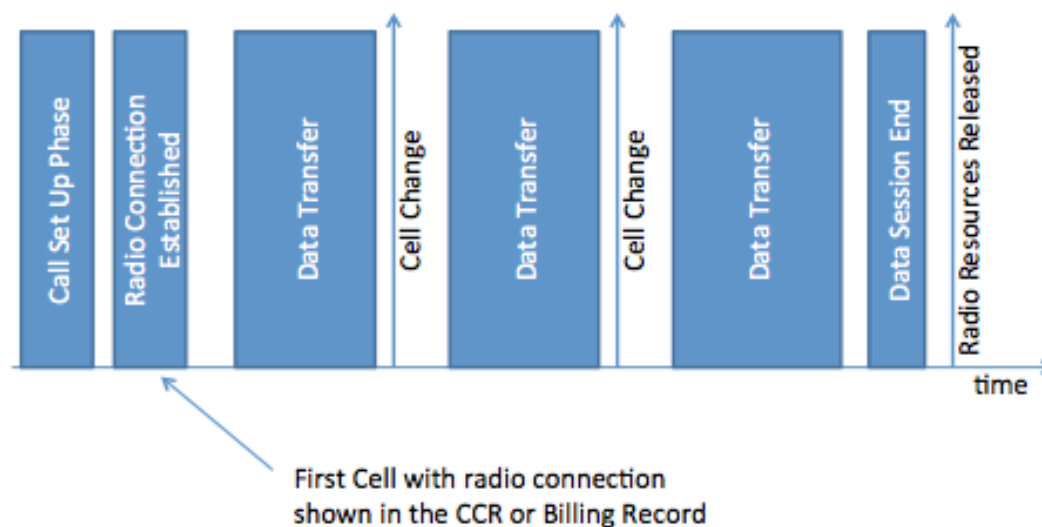 Call Set Up Phase
Radio Connection
Established
Data Transfer
Cell Change
Data Transfer
Cell Change
Data Transfer
Data Session End
Radio Resources Released
time
First Cell with radio connection
shown in the CCR or Billing Record